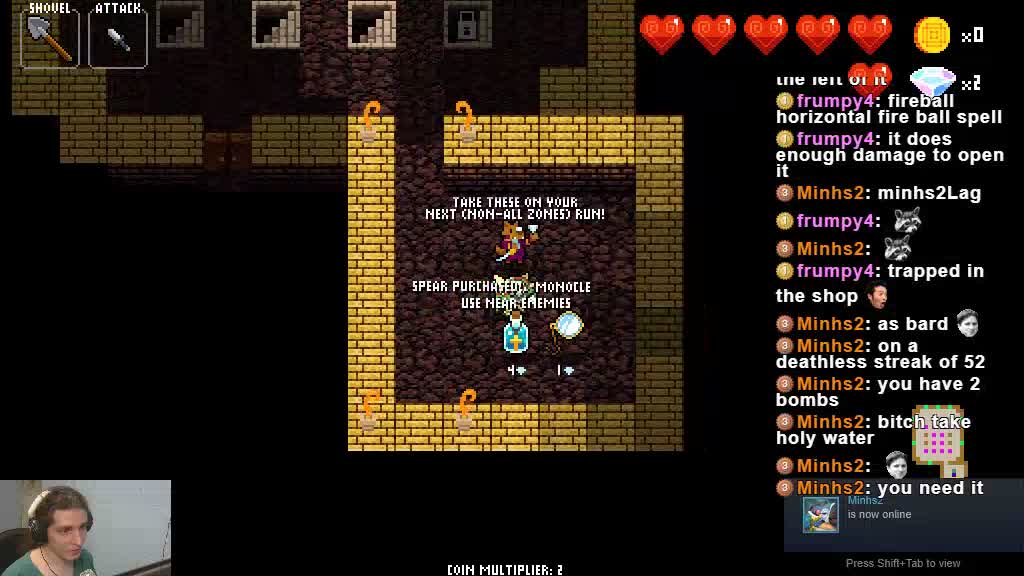 SHOVEL
ATTACK
x0
x2
the left of it
frumpy4: fireball
horizontal fire ball spell
frumpy4: it does
enough damage to open
it
Minhs2: minhs2Lag
frumpy4:
Minhs2:
frumpy4: trapped in
the shop
Minhs2: as bard
Minhs2: on a
deathless streak of 52
Minhs2: you have 2
bombs
Minhs2: bitch take
holy water
Minhs2:
Minhs2: you need it
TAKE THESE ON YOUR
NEXT (NON-ALL ZONES) RUN!
SPEAR PURCHASED MONOCLE
USE NEAR ENEMIES
4
1
Minhs2
is now online
Press Shift+Tab to view
COIN MULTIPLIER: 2